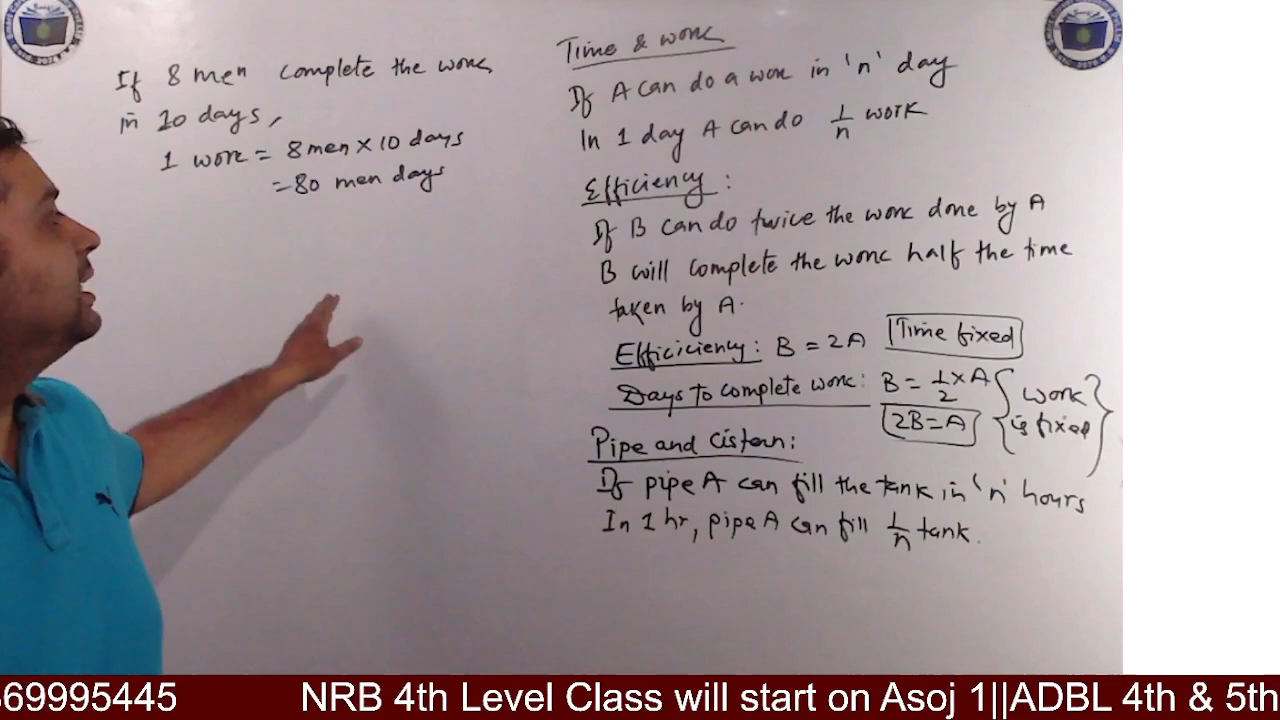 If 8 men complete the work
in 10 days,
1 work = 8 men × 10 days
= 80 men days
Time & work
If A can do a work in 'n' day
In 1 day A can do 1/n work
Efficiency :
If B can do twice the work done by A
B will complete the work half the time
taken by A.
Efficiciency : B = 2A Time fixed
Days to complete work : B = 1/2 × A { work is fixed }
2B = A
Pipe and Cistern :
If pipe A can fill the tank in 'n' hours
In 1 hr, pipe A can fill 1/n tank.
69995445 NRB 4th Level Class will start on Asoj 1||ADBL 4th & 5th